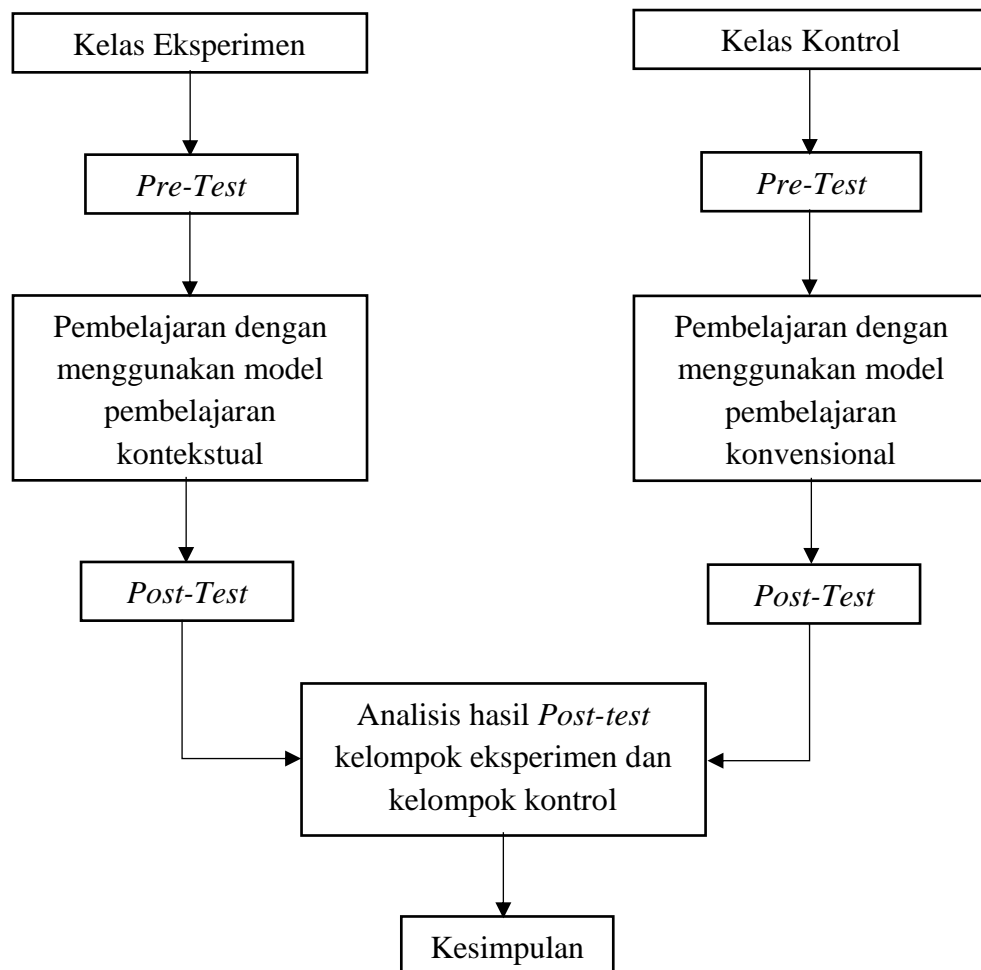 Kelas Eksperimen
Kelas Kontrol
Pre-Test
Pre-Test
Pembelajaran dengan
menggunakan model
pembelajaran
kontekstual
Pembelajaran dengan
menggunakan model
pembelajaran
konvensional
Post-Test
Post-Test
Analisis hasil Post-test
kelompok eksperimen dan
kelompok kontrol
Kesimpulan